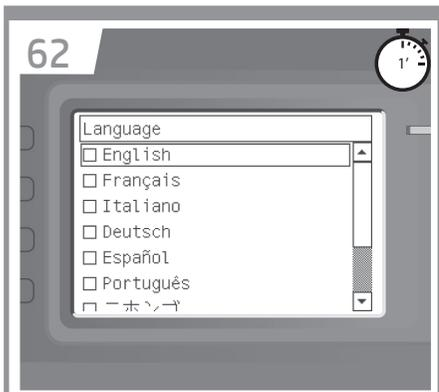 62
1'
Language
English
Français
Italiano
Deutsch
Español
Português